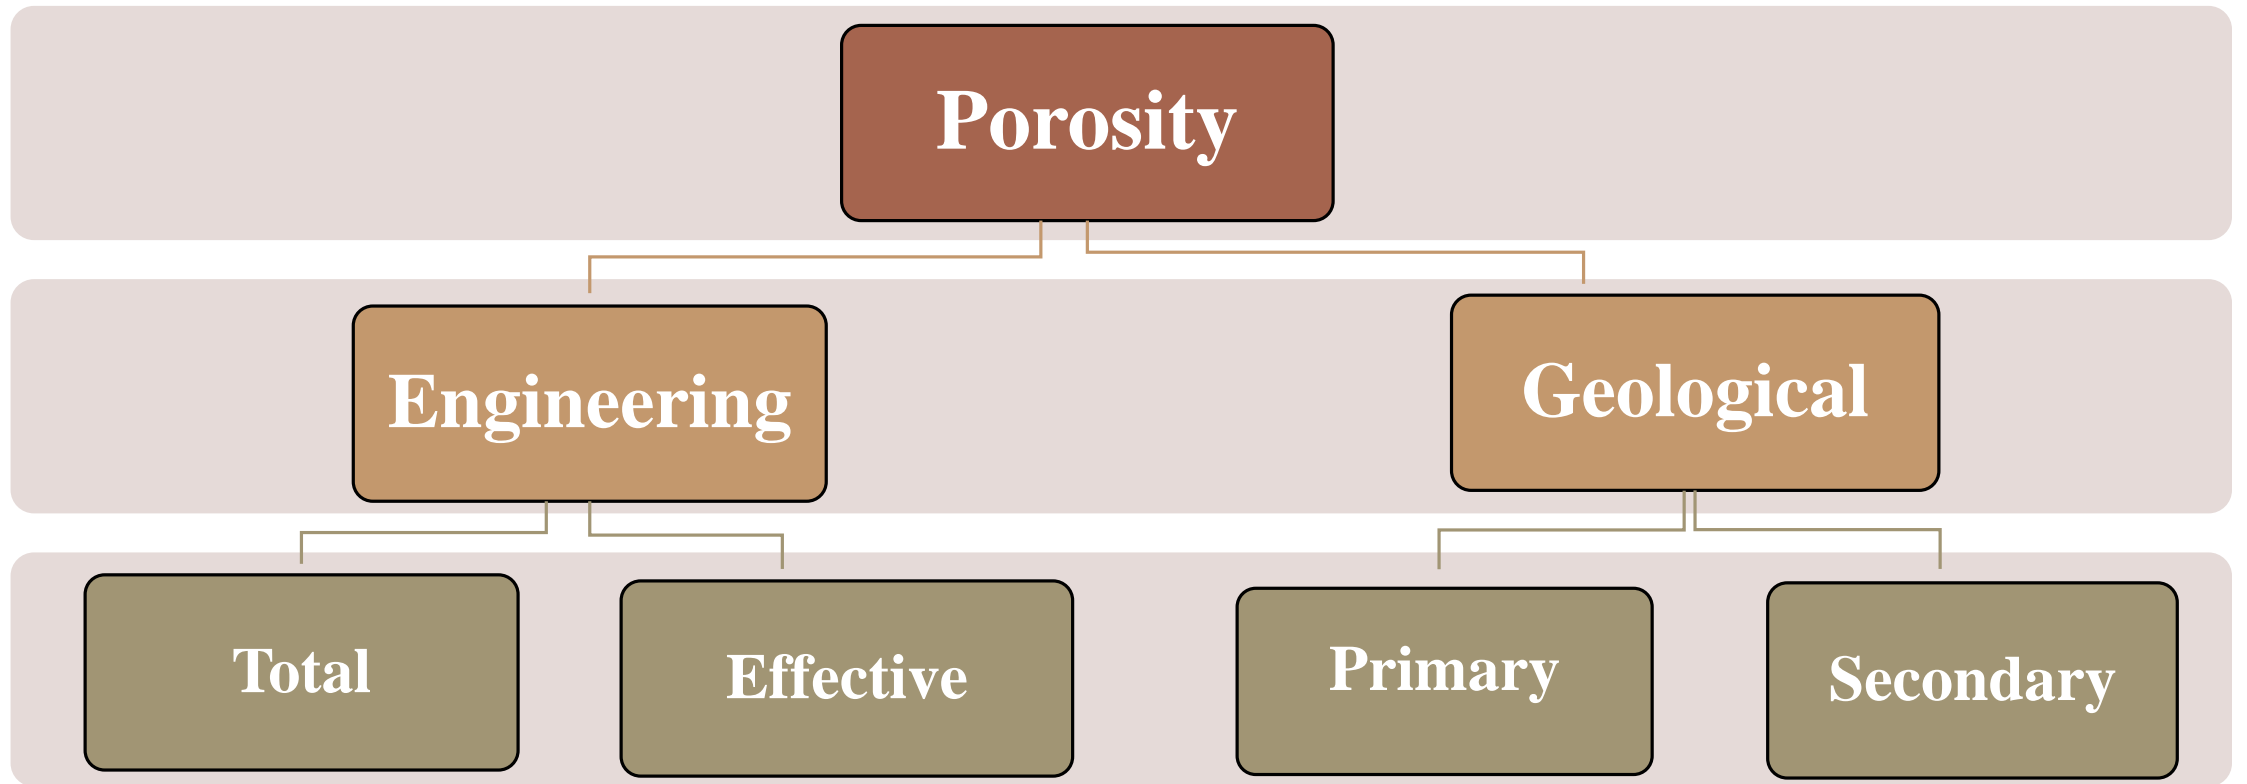 Porosity
Engineering
Geological
Total
Effective
Primary
Secondary